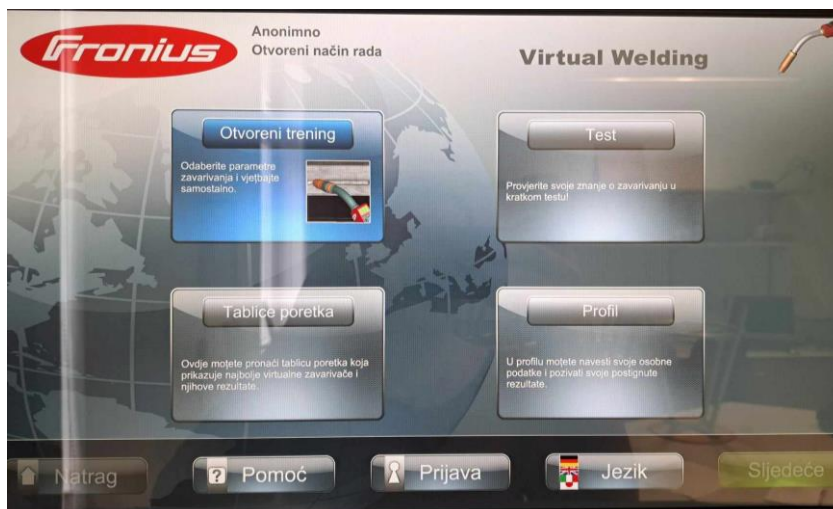 Fronius
Anonimno
Otvoreni način rada
Virtual Welding
Otvoreni trening
Odaberite parametre
zavarivanja i vježbajte
samostalno.
Test
Provjerite svoje znanje o zavarivanju u
kratkom testu!
Tablice poretka
Ovdje moţete pronaći tablicu poretka koja
prikazuje najbolje virtualne zavarivače i
njihove rezultate.
Profil
U profilu moţete navesti svoje osobne
podatke i pozivati svoje postignute
rezultate.
Natrag
? Pomoć
Prijava
Jezik
Sljedeće